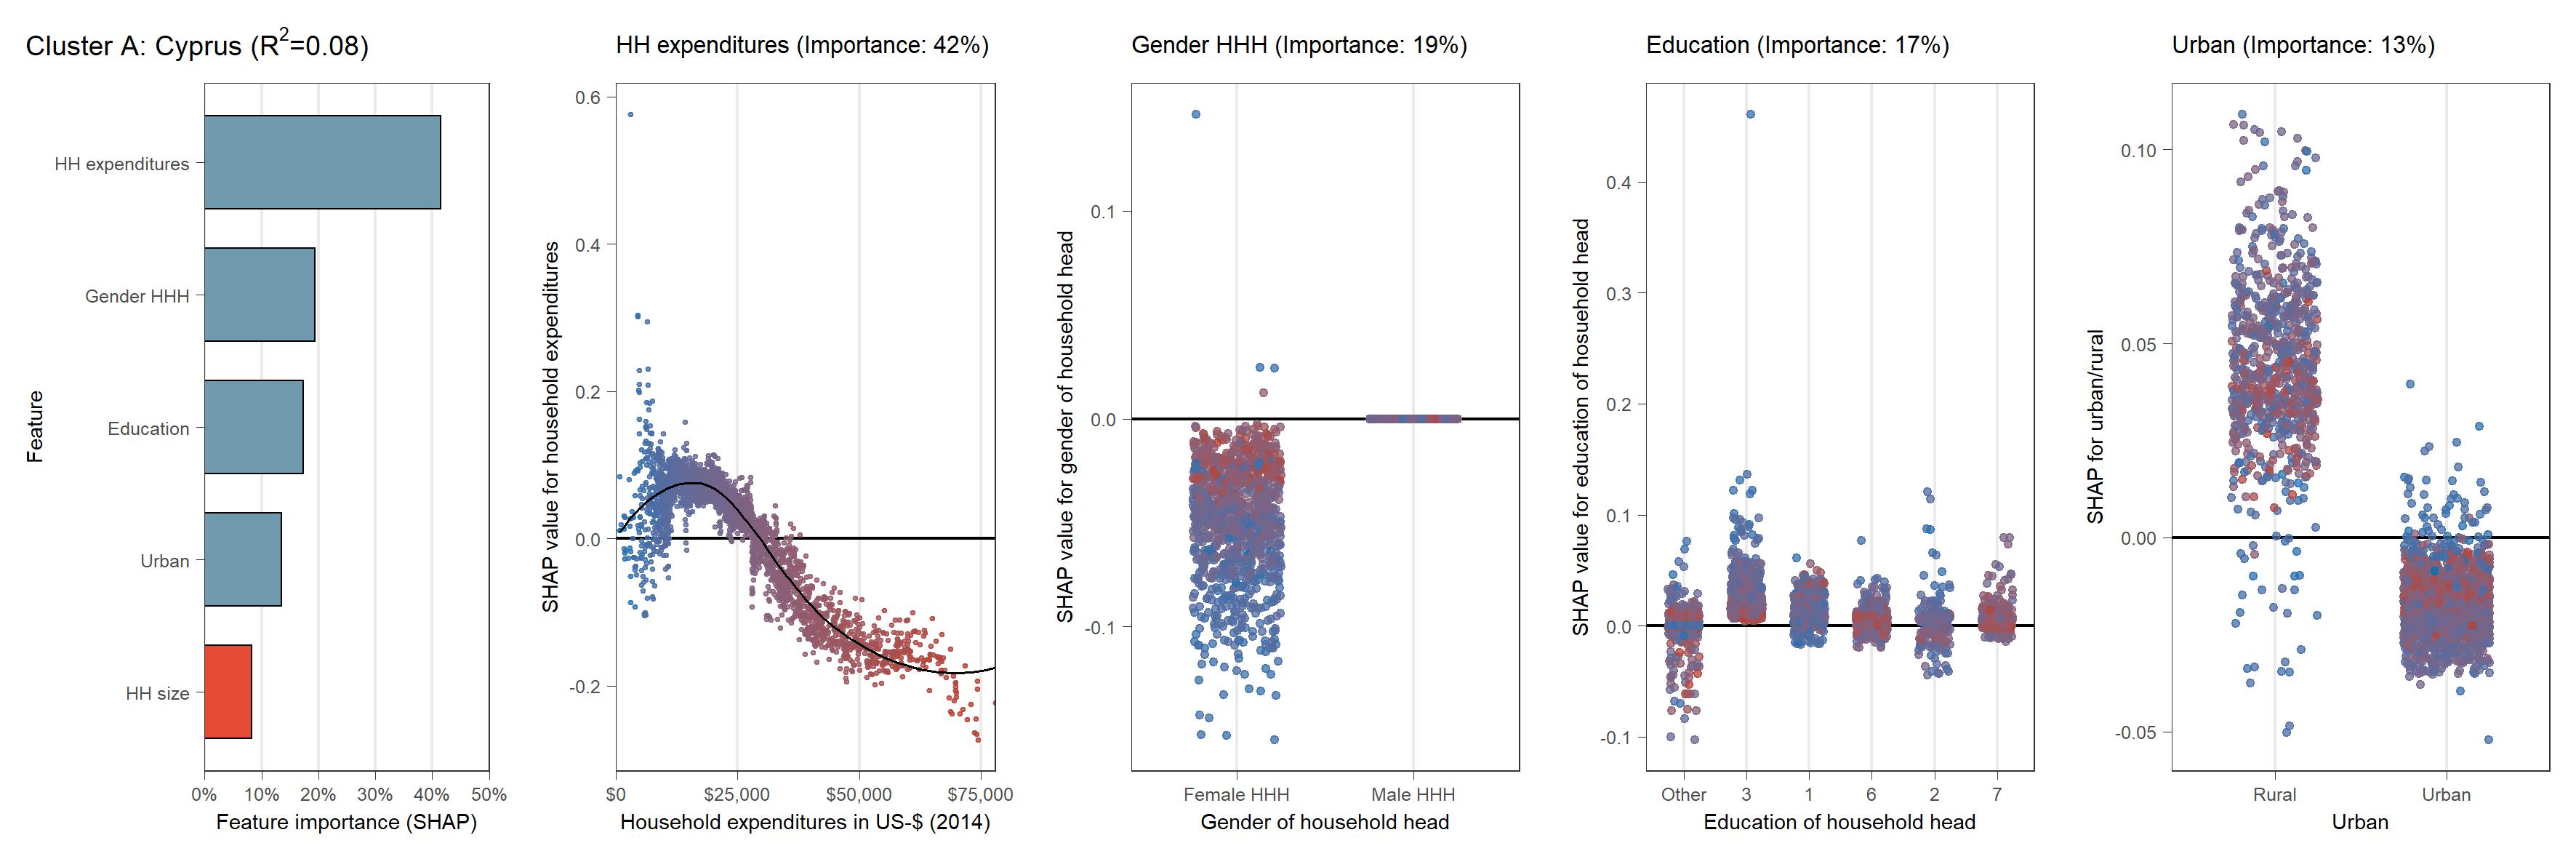 Cluster A: Cyprus (R²=0.08)
Feature
HH expenditures
Gender HHH
Education
Urban
HH size
0% 10% 20% 30% 40% 50%
Feature importance (SHAP)
HH expenditures (Importance: 42%)
SHAP value for household expenditures
0.6
0.4
0.2
0.0
-0.2
$0 $25,000 $50,000 $75,000
Household expenditures in US-$ (2014)
Gender HHH (Importance: 19%)
SHAP value for gender of household head
0.1
0.0
-0.1
Female HHH Male HHH
Gender of household head
Education (Importance: 17%)
SHAP value for education of hosuehold head
0.4
0.3
0.2
0.1
0.0
-0.1
Other 3 1 6 2 7
Education of household head
Urban (Importance: 13%)
SHAP for urban/rural
0.10
0.05
0.00
-0.05
Rural Urban
Urban